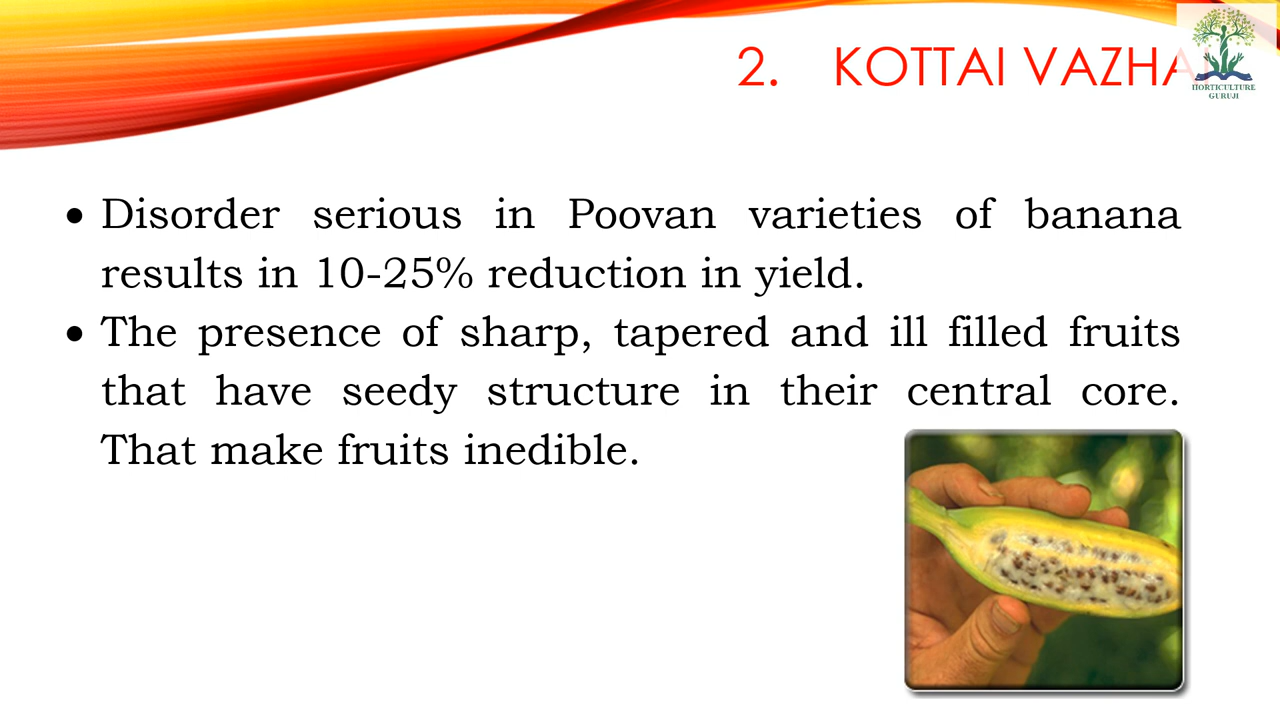 2. KOTTAI VAZHA
HORTICULTURE
GURUJI
• Disorder serious in Poovan varieties of banana
results in 10-25% reduction in yield.
• The presence of sharp, tapered and ill filled fruits
that have seedy structure in their central core.
That make fruits inedible.